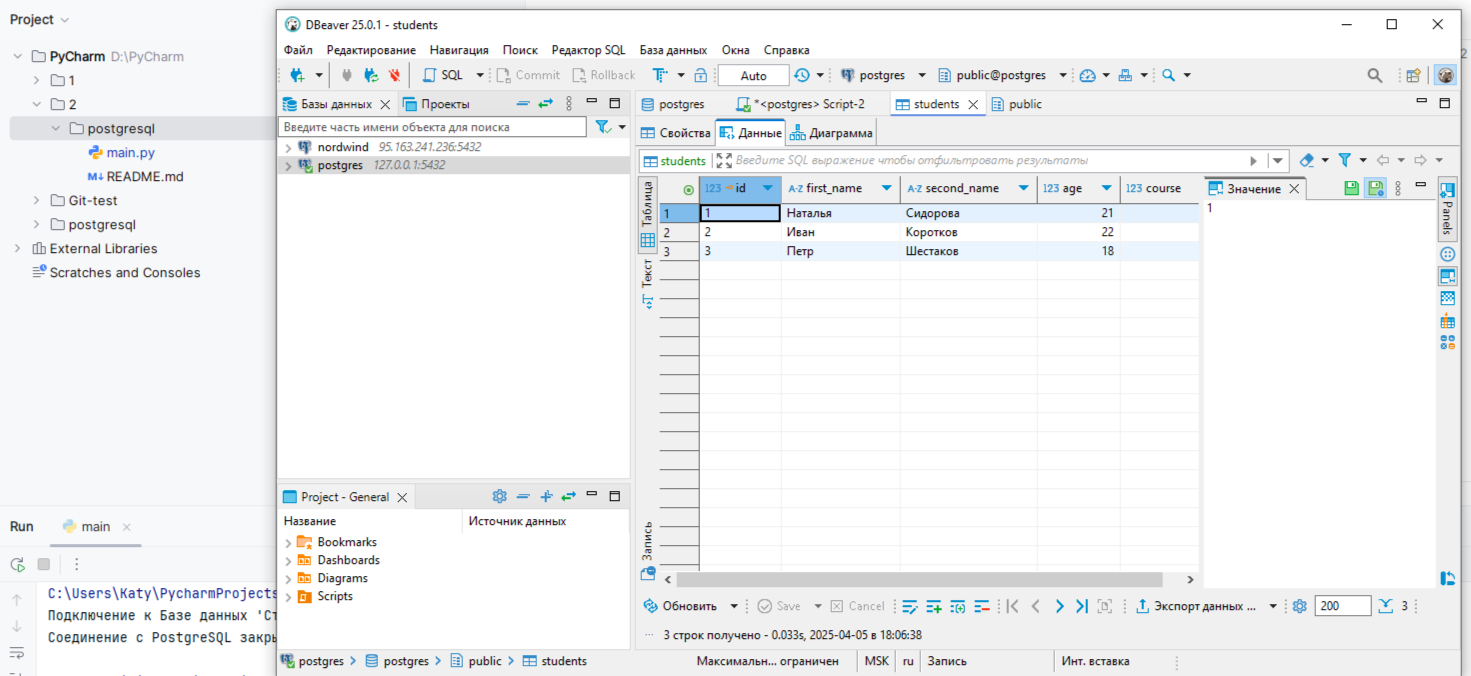 Project
PyCharm D:\PyCharm
1
2
postgresql
main.py
M↓ README.md
Git-test
postgresql
External Libraries
Scratches and Consoles
Run main
C:\Users\Katy\PycharmProjects
Подключение к Базе данных 'Ст
Соединение с PostgreSQL закры
DBeaver 25.0.1 - students
Файл Редактирование Навигация Поиск Редактор SQL База данных Окна Справка
SQL Commit Rollback Auto postgres public@postgres
Базы данных Проекты
Введите часть имени объекта для поиска
nordwind 95.163.241.236:5432
postgres 127.0.0.1:5432
Project - General
Название Источник данных
Bookmarks
Dashboards
Diagrams
Scripts
postgres *<postgres> Script-2 students public
Свойства Данные Диаграмма
students Введите SQL выражение чтобы отфильтровать результаты
Таблица
Текст
Запись
123 id A-Z first_name A-Z second_name 123 age 123 course
1 1 Наталья Сидорова 21
2 2 Иван Коротков 22
3 3 Петр Шестаков 18
Значение
1
Panels
Обновить Save Cancel Экспорт данных ... 200 3
3 строк получено - 0.033s, 2025-04-05 в 18:06:38
postgres postgres public students
Максимальн... ограничен MSK ru Запись Инт. вставка
2